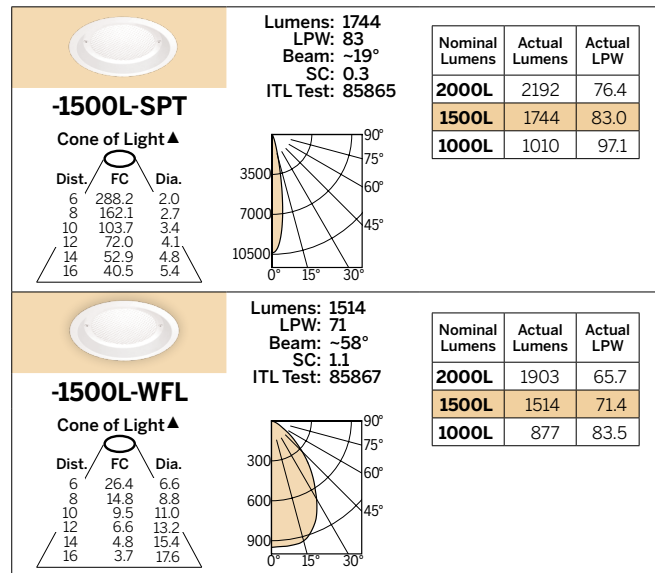 -1500L-SPT
Cone of Light▲
Dist. FC Dia.
6 288.2 2.0
8 162.1 2.7
10 103.7 3.4
12 72.0 4.1
14 52.9 4.8
16 40.5 5.4
Lumens: 1744
LPW: 83
Beam: ~19°
SC: 0.3
ITL Test: 85865
90°
75°
60°
45°
3500
7000
10500
0° 15° 30°
Nominal Lumens Actual Lumens Actual LPW
2000L 2192 76.4
1500L 1744 83.0
1000L 1010 97.1
-1500L-WFL
Cone of Light▲
Dist. FC Dia.
6 26.4 6.6
8 14.8 8.8
10 9.5 11.0
12 6.6 13.2
14 4.8 15.4
16 3.7 17.6
Lumens: 1514
LPW: 71
Beam: ~58°
SC: 1.1
ITL Test: 85867
90°
75°
60°
45°
300
600
900
0° 15° 30°
Nominal Lumens Actual Lumens Actual LPW
2000L 1903 65.7
1500L 1514 71.4
1000L 877 83.5